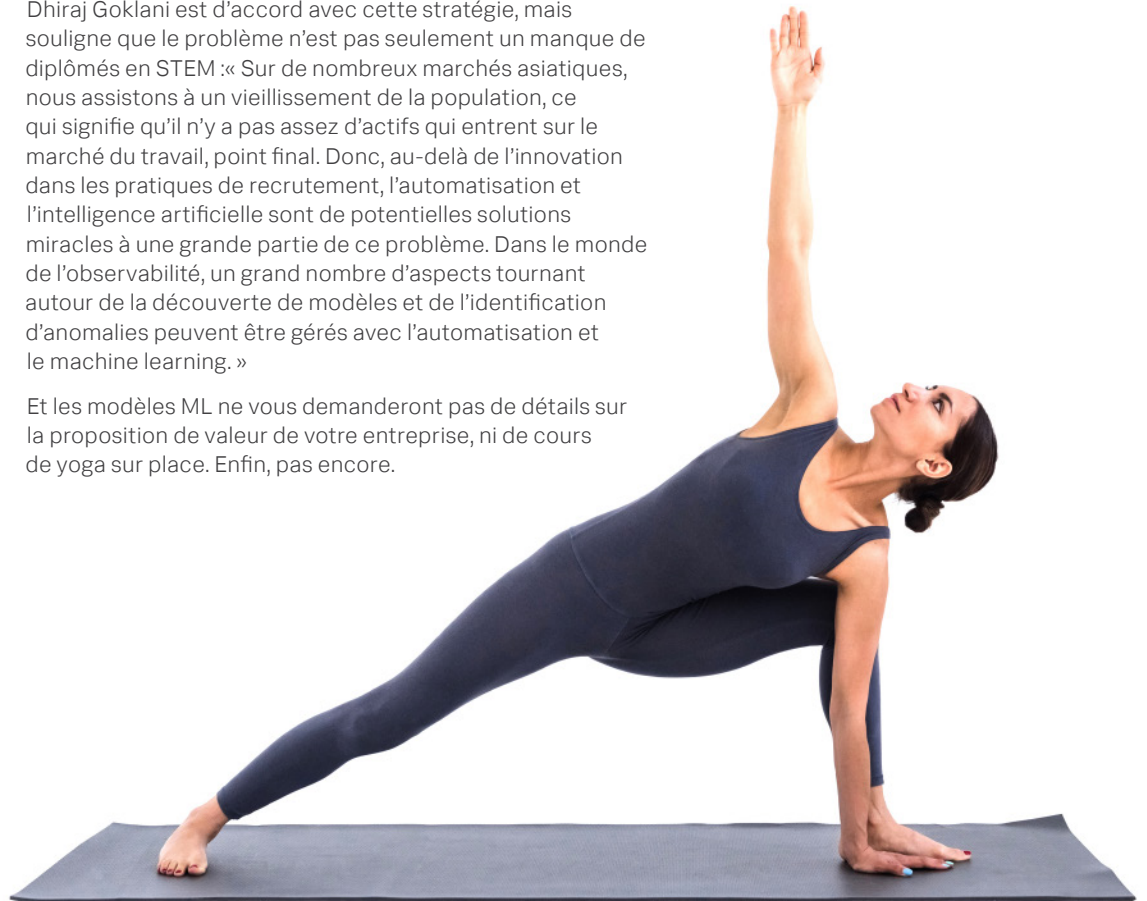 Dhiraj Goklani est d’accord avec cette stratégie, mais
souligne que le problème n’est pas seulement un manque de
diplômés en STEM :« Sur de nombreux marchés asiatiques,
nous assistons à un vieillissement de la population, ce
qui signifie qu’il n’y a pas assez d’actifs qui entrent sur le
marché du travail, point final. Donc, au-delà de l’innovation
dans les pratiques de recrutement, l’automatisation et
l’intelligence artificielle sont de potentielles solutions
miracles à une grande partie de ce problème. Dans le monde
de l’observabilité, un grand nombre d’aspects tournant
autour de la découverte de modèles et de l’identification
d’anomalies peuvent être gérés avec l’automatisation et
le machine learning. »
Et les modèles ML ne vous demanderont pas de détails sur
la proposition de valeur de votre entreprise, ni de cours
de yoga sur place. Enfin, pas encore.